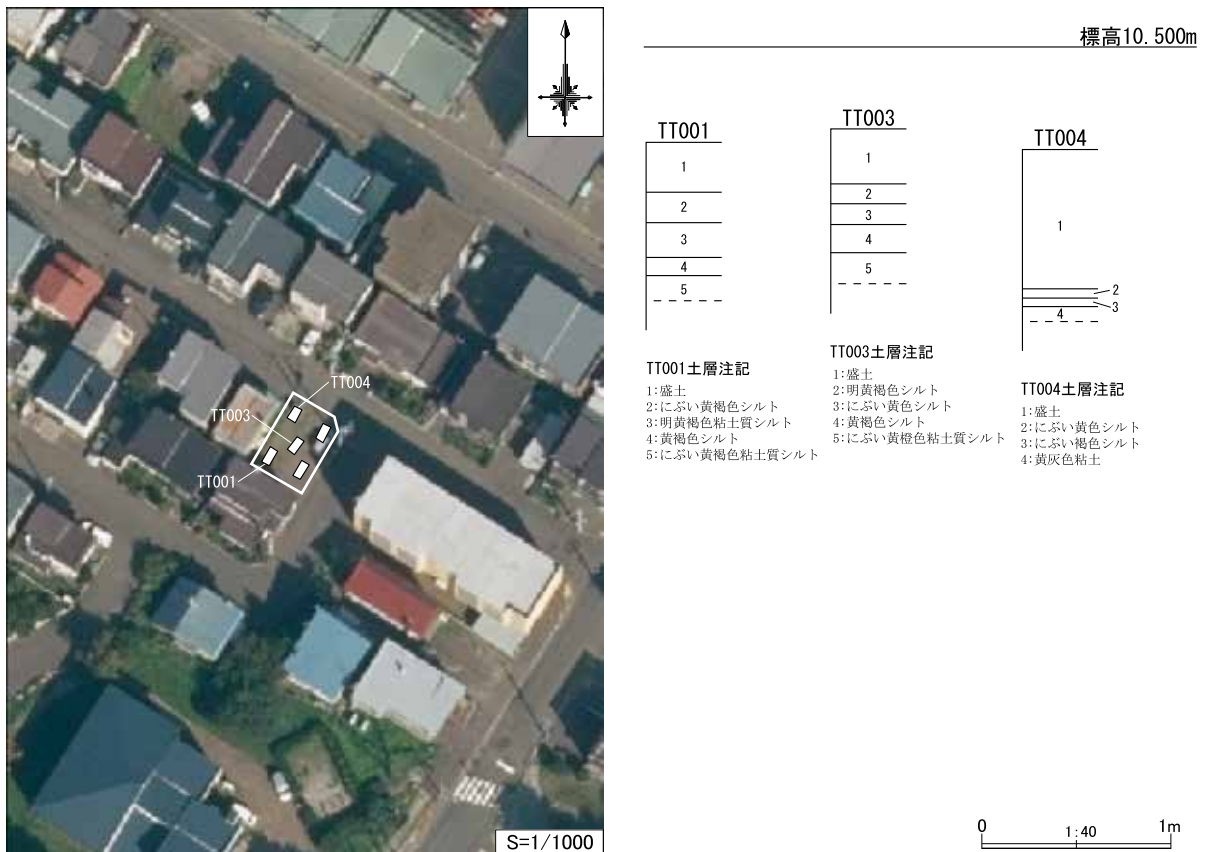 TT004
TT003
TT001
S=1/1000
標高10.500m
TT001
1
2
3
4
5
TT001土層注記
1:盛土
2:にぶい黄褐色シルト
3:明黄褐色粘土質シルト
4:黄褐色シルト
5:にぶい黄褐色粘土質シルト
TT003
1
2
3
4
5
TT003土層注記
1:盛土
2:明黄褐色シルト
3:にぶい黄色シルト
4:黄褐色シルト
5:にぶい黄橙色粘土質シルト
TT004
1
2
3
4
TT004土層注記
1:盛土
2:にぶい黄色シルト
3:にぶい褐色シルト
4:黄灰色粘土
0 1:40 1m